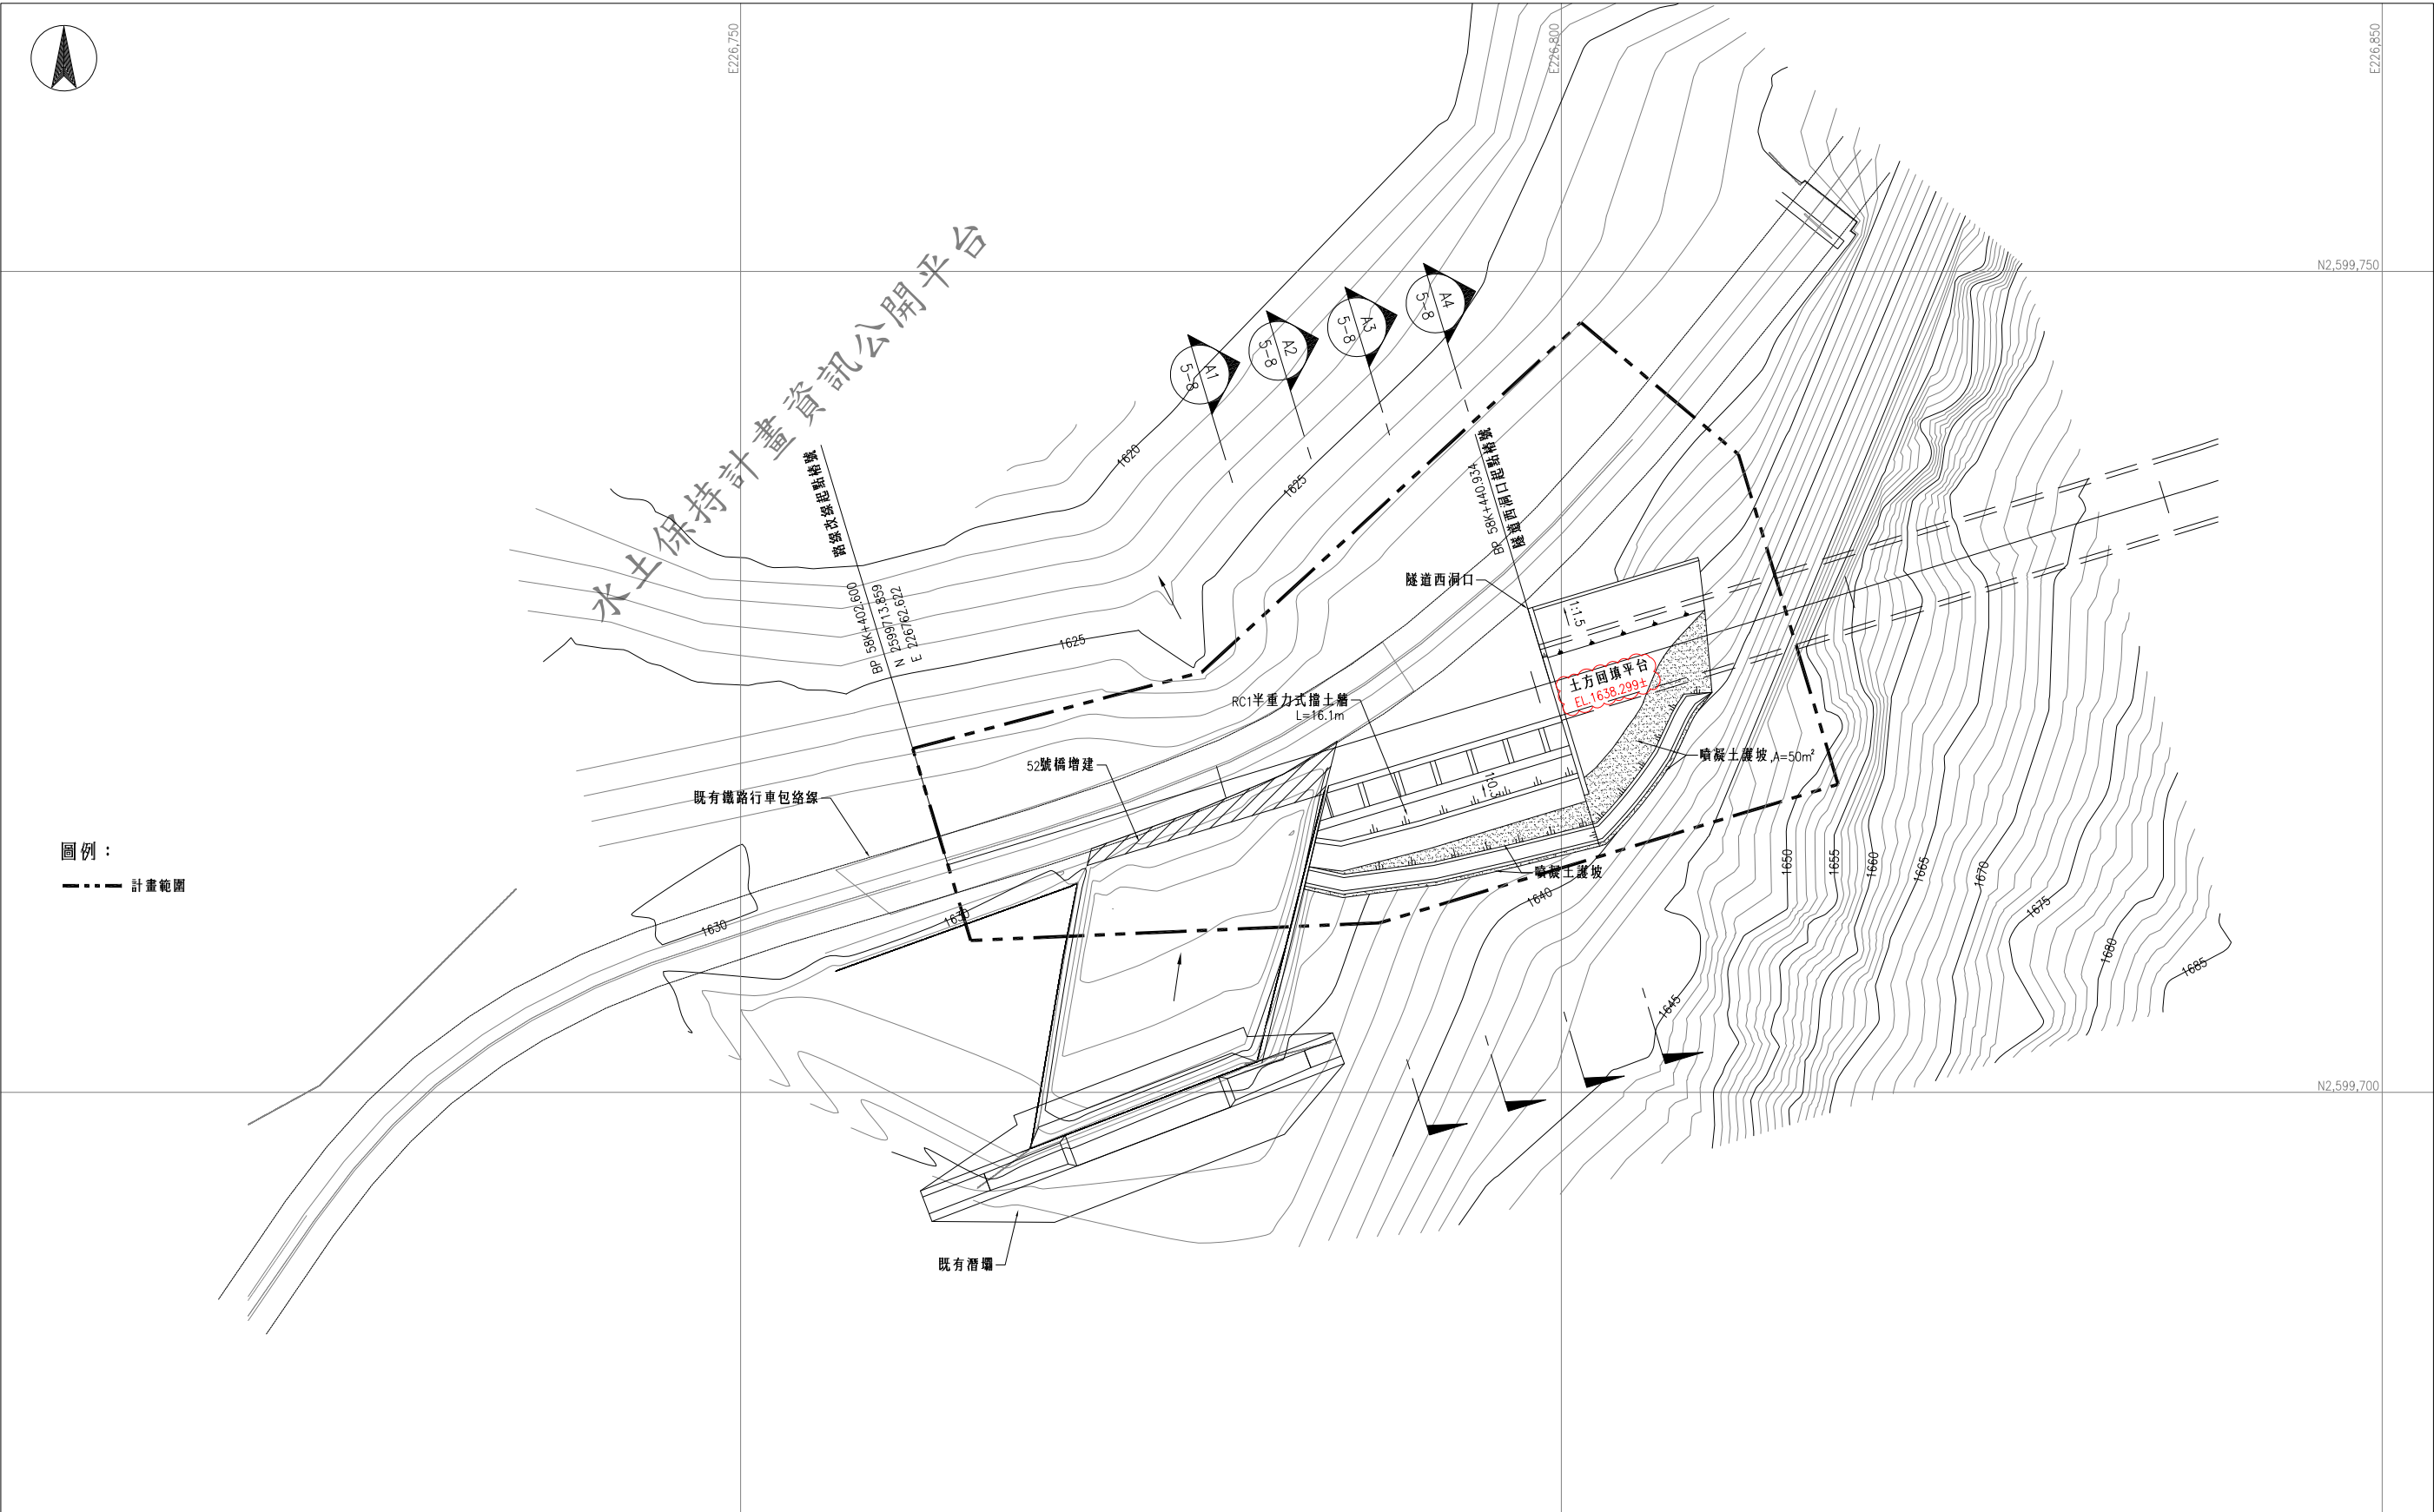 E226,750
E226,800
E226,850
N2,599,750
水土保持計畫資訊公開平台
A1
5-8
A2
5-8
A3
5-8
A4
5-8
1620
1625
1625
路線改線起點樁號
BP 58K+402.600
N 2599713.859
E 226762.622
隧道西洞口起點樁號
BP 58K+440.934
隧道西洞口
1:1.5
土方回填平台
EL.1638.299±
RC1半重力式擋土牆
L=16.1m
52號橋增建
既有鐵路行車包絡線
1:0.3
噴凝土護坡,A=50m²
噴凝土護坡
圖例：
計畫範圍
1630
1630
1640
1645
1650
1655
1660
1665
1670
1675
1680
1685
N2,599,700
既有潛壩